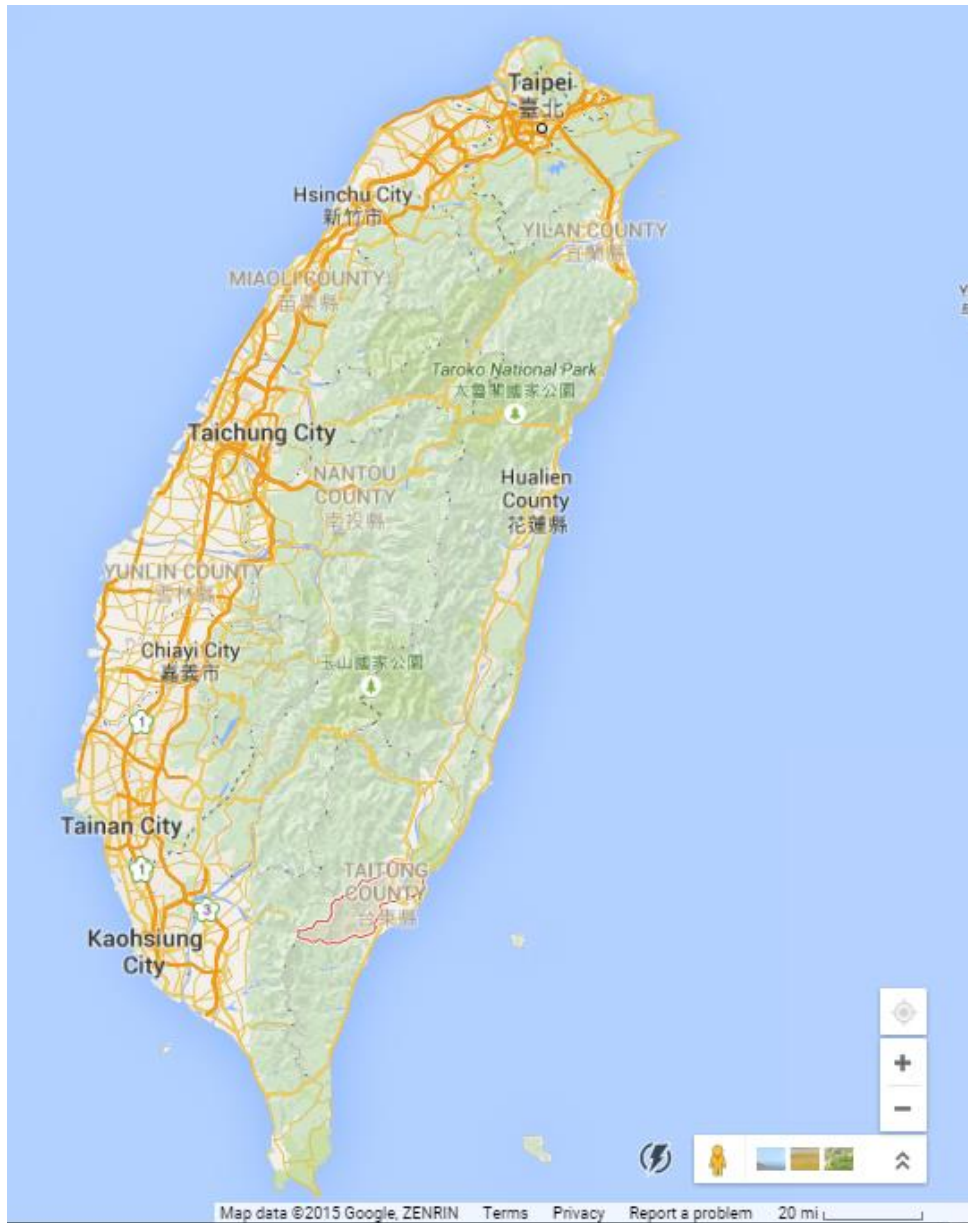 Taipei
臺北
Hsinchu City
新竹市
YILAN COUNTY
宜蘭縣
MIAOLI COUNTY
苗栗縣
Taroko National Park
太魯閣國家公園
Taichung City
NANTOU
COUNTY
南投縣
Hualien
County
花蓮縣
YUNLIN COUNTY
雲林縣
Chiayi City
嘉義市
玉山國家公園
1
Tainan City
1
TAITUNG
COUNTY
台東縣
3
Kaohsiung
City
Map data ©2015 Google, ZENRIN Terms Privacy Report a problem 20 mi